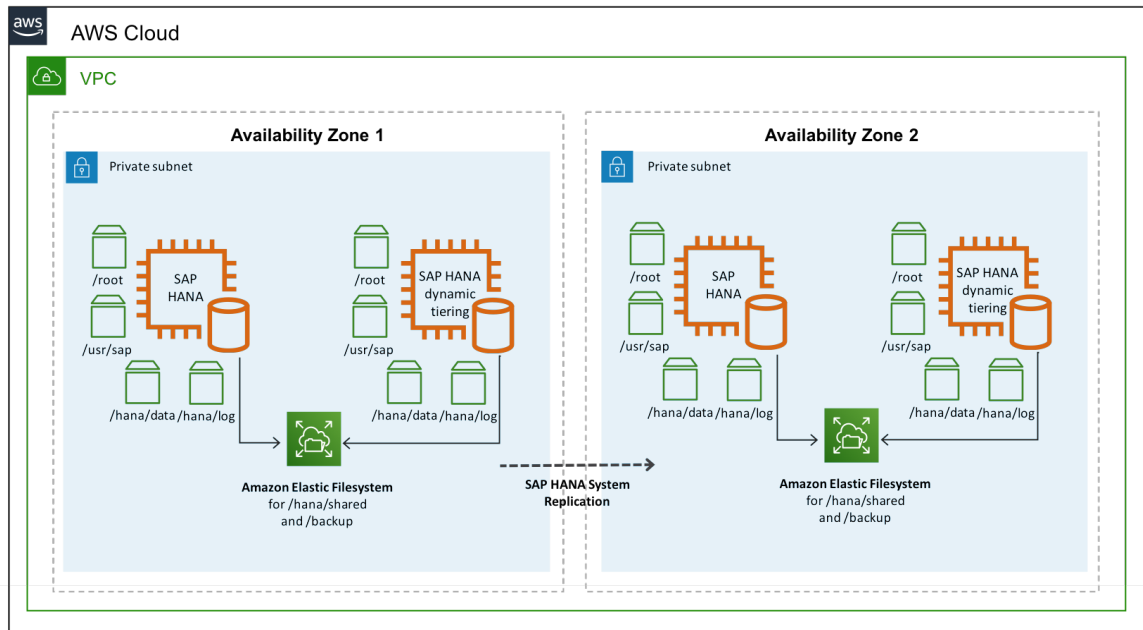 aws
AWS Cloud
VPC
Availability Zone 1
Private subnet
/root
SAP
HANA
/usr/sap
/hana/data /hana/log
/root
SAP HANA
dynamic
tiering
/usr/sap
/hana/data /hana/log
Amazon Elastic Filesystem
for /hana/shared
and /backup
SAP HANA System
Replication
Availability Zone 2
Private subnet
/root
SAP
HANA
/usr/sap
/hana/data /hana/log
/root
SAP HANA
dynamic
tiering
/usr/sap
/hana/data /hana/log
Amazon Elastic Filesystem
for /hana/shared
and /backup